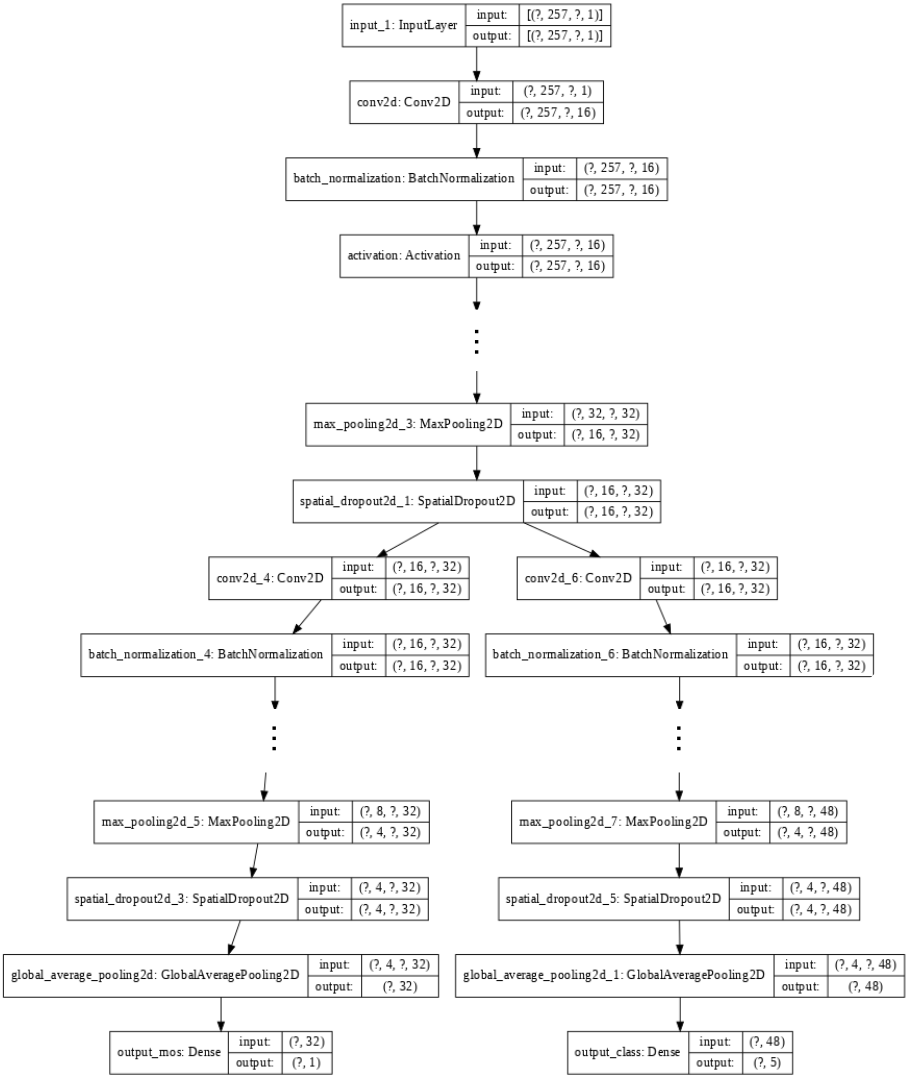 input_1: InputLayer
input: [(?, 257, ?, 1)]
output: [(?, 257, ?, 1)]
conv2d: Conv2D
input: (?, 257, ?, 1)
output: (?, 257, ?, 16)
batch_normalization: BatchNormalization
input: (?, 257, ?, 16)
output: (?, 257, ?, 16)
activation: Activation
input: (?, 257, ?, 16)
output: (?, 257, ?, 16)
max_pooling2d_3: MaxPooling2D
input: (?, 32, ?, 32)
output: (?, 16, ?, 32)
spatial_dropout2d_1: SpatialDropout2D
input: (?, 16, ?, 32)
output: (?, 16, ?, 32)
conv2d_4: Conv2D
input: (?, 16, ?, 32)
output: (?, 16, ?, 32)
conv2d_6: Conv2D
input: (?, 16, ?, 32)
output: (?, 16, ?, 32)
batch_normalization_4: BatchNormalization
input: (?, 16, ?, 32)
output: (?, 16, ?, 32)
batch_normalization_6: BatchNormalization
input: (?, 16, ?, 32)
output: (?, 16, ?, 32)
max_pooling2d_5: MaxPooling2D
input: (?, 8, ?, 32)
output: (?, 4, ?, 32)
max_pooling2d_7: MaxPooling2D
input: (?, 8, ?, 48)
output: (?, 4, ?, 48)
spatial_dropout2d_3: SpatialDropout2D
input: (?, 4, ?, 32)
output: (?, 4, ?, 32)
spatial_dropout2d_5: SpatialDropout2D
input: (?, 4, ?, 48)
output: (?, 4, ?, 48)
global_average_pooling2d: GlobalAveragePooling2D
input: (?, 4, ?, 32)
output: (?, 32)
global_average_pooling2d_1: GlobalAveragePooling2D
input: (?, 4, ?, 48)
output: (?, 48)
output_mos: Dense
input: (?, 32)
output: (?, 1)
output_class: Dense
input: (?, 48)
output: (?, 5)